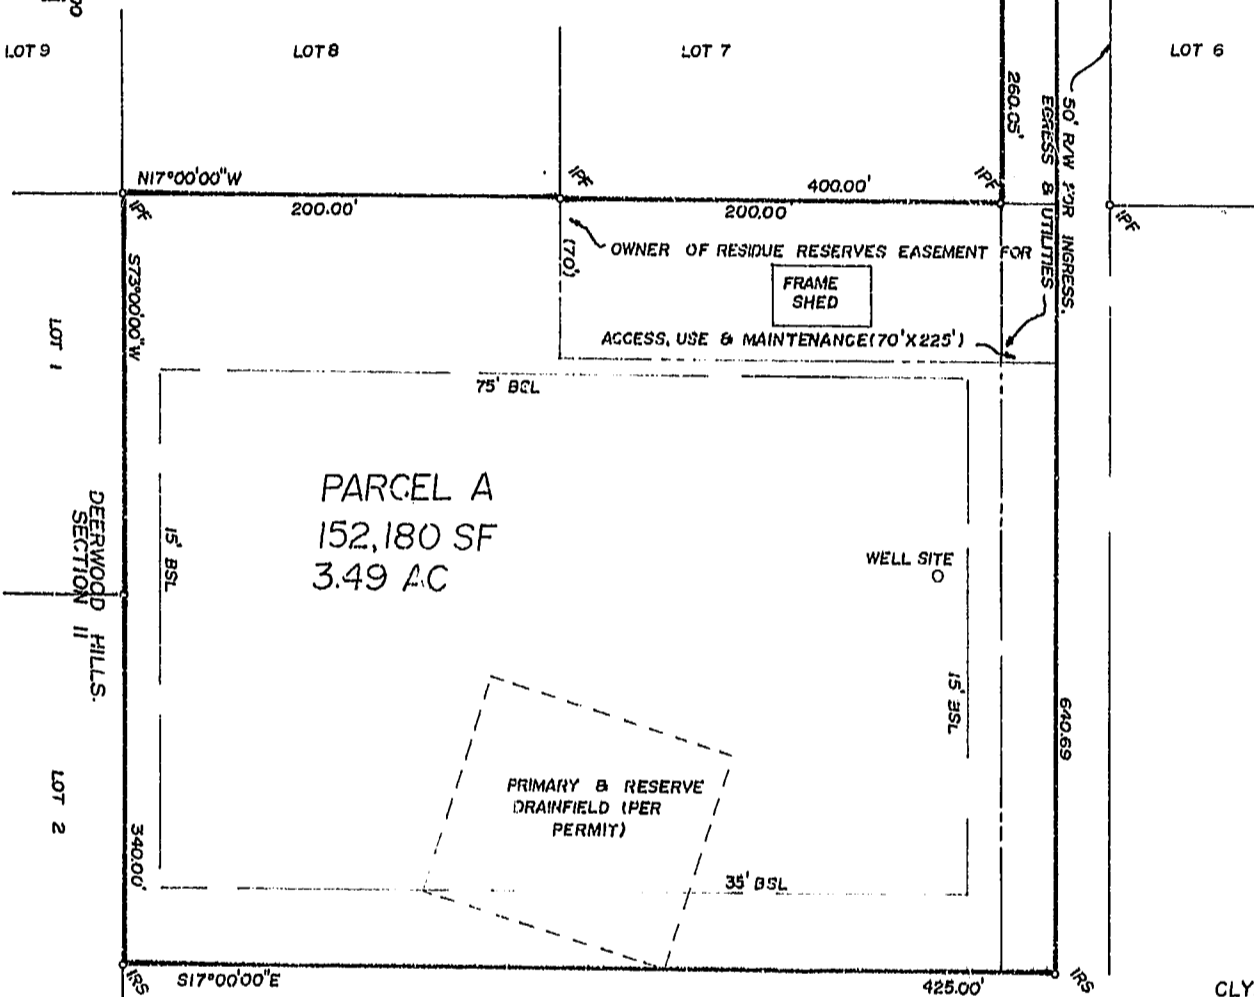 00
LOT 9
LOT 8
LOT 7
LOT 6
260.05'
50' R/W FOR INGRESS,
EGRESS & UTILITIES
N17°00'00"W
IPF
200.00'
IPF
400.00'
200.00'
IPF
IPF
S73°00'00"W
(70')
OWNER OF RESIDUE RESERVES EASEMENT FOR
FRAME
SHED
ACCESS, USE & MAINTENANCE(70'X225')
LOT 1
75' BSL
PARCEL A
152,180 SF
3.49 AC
15' BSL
WELL SITE
DEERWOOD HILLS.
SECTION II
15' BSL
640.69
LOT 2
PRIMARY & RESERVE
DRAINFIELD (PER
PERMIT)
340.00'
35' BSL
IRS
S17°00'00"E
425.00'
IRS
CLY